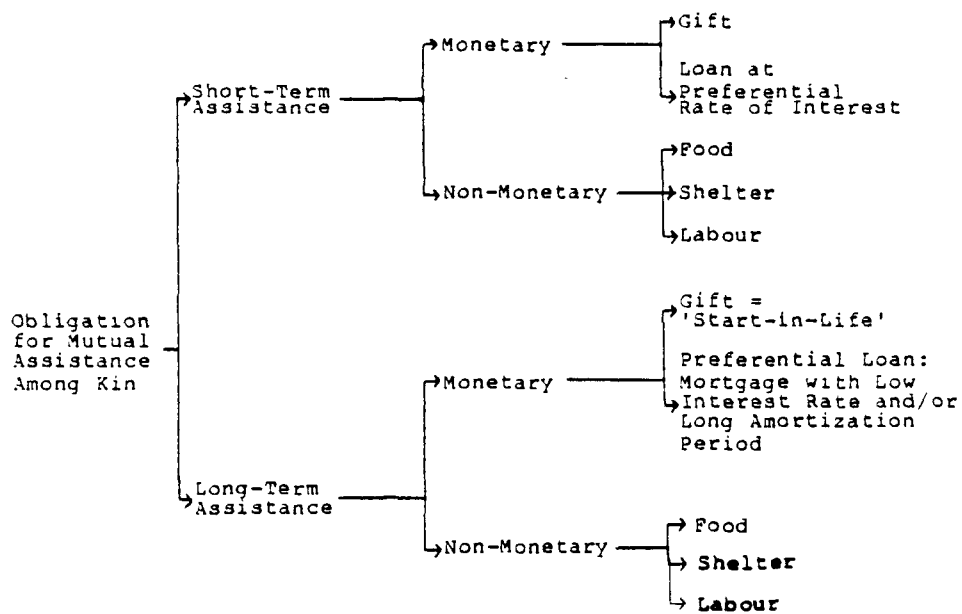 Obligation
for Mutual
Assistance
Among Kin
Short-Term
Assistance
Monetary
Gift
Loan at
Preferential
Rate of Interest
Non-Monetary
Food
Shelter
Labour
Long-Term
Assistance
Monetary
Gift =
'Start-in-Life'
Preferential Loan:
Mortgage with Low
Interest Rate and/or
Long Amortization
Period
Non-Monetary
Food
Shelter
Labour